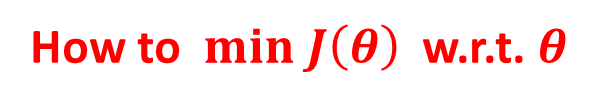 How to min J(θ) w.r.t. θ